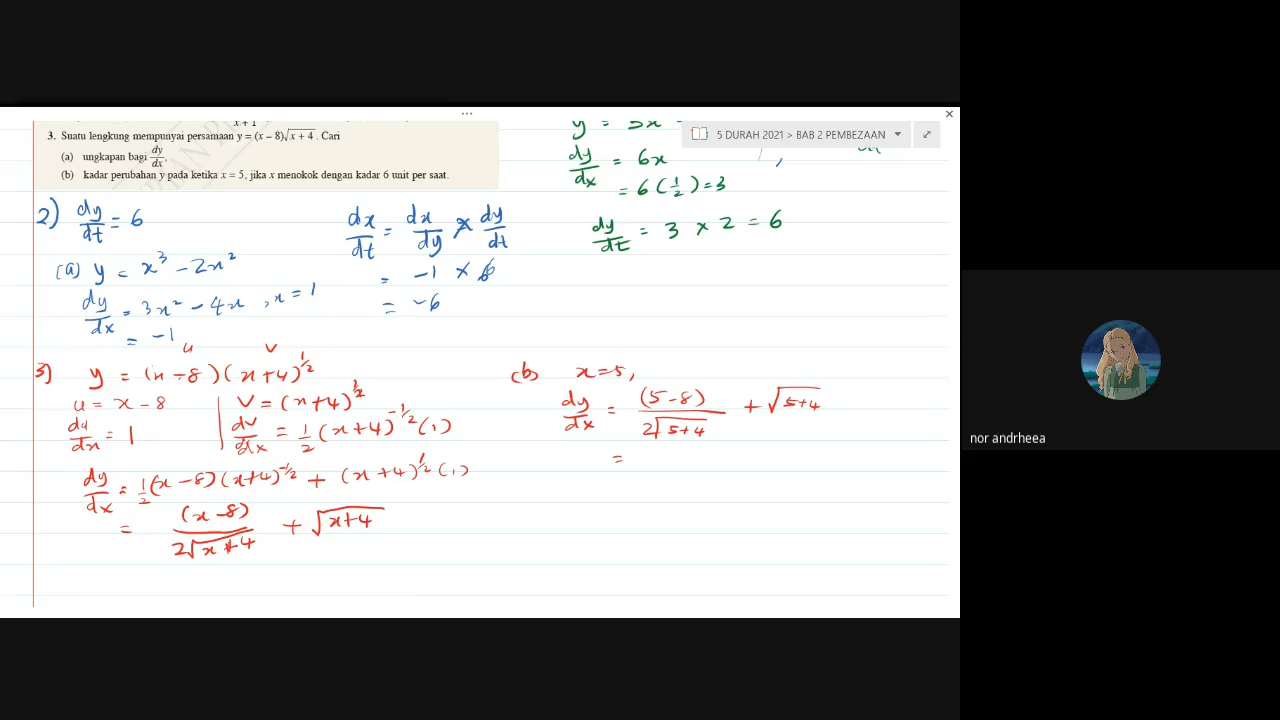 x + 1
3. Suatu lengkung mempunyai persamaan y = (x – 8)√(x + 4). Cari
(a) ungkapan bagi dy/dx,
(b) kadar perubahan y pada ketika x = 5, jika x menokok dengan kadar 6 unit per saat.
5 DURAH 2021 > BAB 2 PEMBEZAAN
dy/dx = 6x
= 6(1/2) = 3
dy/dt = 3 × 2 = 6
2) dy/dt = 6
(a) y = x³ - 2x²
dy/dx = 3x² - 4x , x = 1
= -1
dx/dt = dx/dy × dy/dt
= -1 × 6
= -6
u v
3) y = (x - 8)(x + 4)^1/2
u = x - 8
du/dx = 1
v = (x + 4)^1/2
dv/dx = 1/2 (x + 4)^-1/2 (1)
dy/dx = 1/2 (x - 8)(x + 4)^-1/2 + (x + 4)^1/2 (1)
= (x - 8)/2√(x + 4) + √(x + 4)
(b) x = 5,
dy/dx = (5 - 8)/2√(5 + 4) + √(5 + 4)
=
nor andrheea